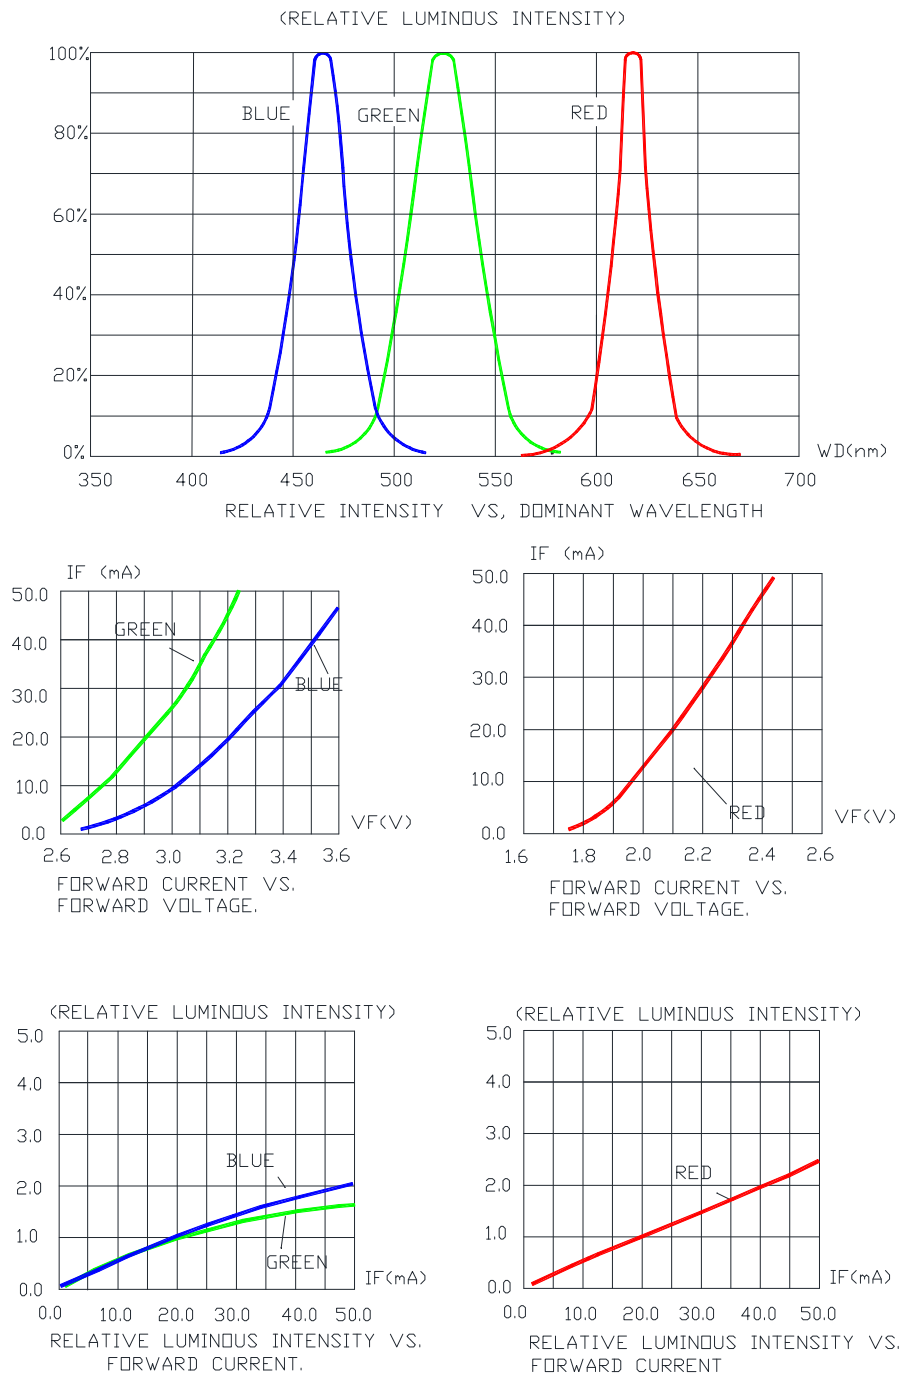 (RELATIVE LUMINOUS INTENSITY)
100%
80%
60%
40%
20%
0%
BLUE
GREEN
RED
WD(nm)
350 400 450 500 550 600 650 700
RELATIVE INTENSITY VS, DOMINANT WAVELENGTH
IF (mA)
50.0
40.0
30.0
20.0
10.0
0.0
GREEN
BLUE
VF(V)
2.6 2.8 3.0 3.2 3.4 3.6
FORWARD CURRENT VS.
FORWARD VOLTAGE.
IF (mA)
50.0
40.0
30.0
20.0
10.0
0.0
RED
VF(V)
1.6 1.8 2.0 2.2 2.4 2.6
FORWARD CURRENT VS.
FORWARD VOLTAGE.
(RELATIVE LUMINOUS INTENSITY)
5.0
4.0
3.0
2.0
1.0
0.0
BLUE
GREEN
IF(mA)
0.0 10.0 20.0 30.0 40.0 50.0
RELATIVE LUMINOUS INTENSITY VS.
FORWARD CURRENT.
(RELATIVE LUMINOUS INTENSITY)
5.0
4.0
3.0
2.0
1.0
0.0
RED
IF(mA)
0.0 10.0 20.0 30.0 40.0 50.0
RELATIVE LUMINOUS INTENSITY VS.
FORWARD CURRENT